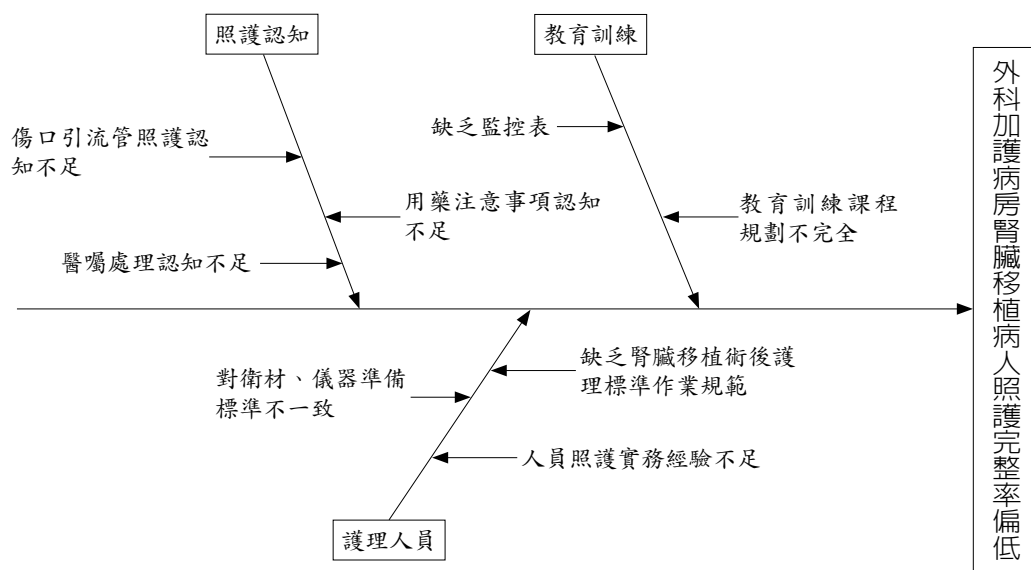 照護認知
教育訓練
傷口引流管照護認
知不足
用藥注意事項認知
不足
醫囑處理認知不足
缺乏監控表
教育訓練課程
規劃不完全
對衛材、儀器準備
標準不一致
缺乏腎臟移植術後護
理標準作業規範
人員照護實務經驗不足
護理人員
外科加護病房腎臟移植病人照護完整率偏低